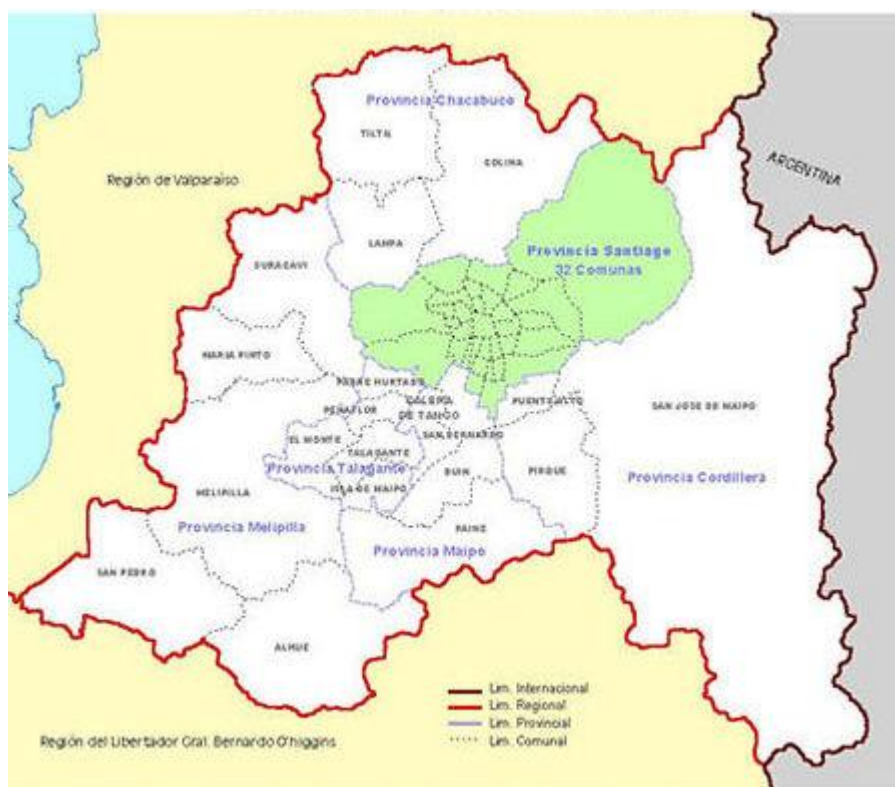 Provincia Chacabuco
TILTIL
COLINA
ARGENTINA
Región de Valparaíso
LAMPA
Provincia Santiago
32 Comunas
CURACAVI
MARIA PINTO
PADRE HURTADO
CALERA
DE TANGO
PUENTE ALTO
PEÑAFLOR
SAN JOSE DE MAIPO
SAN BERNARDO
EL MONTE
TALAGANTE
Provincia Talagante
BUIN
PIRQUE
Provincia Cordillera
ISLA DE MAIPO
MELIPILLA
Provincia Melipilla
PAINE
Provincia Maipo
SAN PEDRO
ALHUE
Lim. Internacional
Lim. Regional
Lim. Provincial
Lim. Comunal
Región del Libertador Gral. Bernardo O'higgins